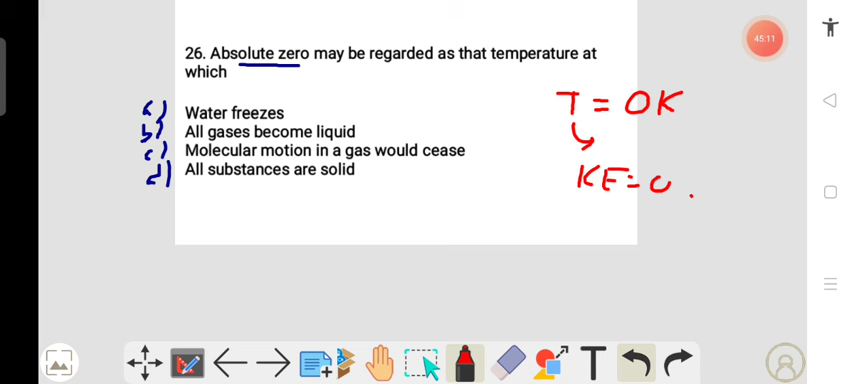 45:11
26. Absolute zero may be regarded as that temperature at
which
a) Water freezes
b) All gases become liquid
c) Molecular motion in a gas would cease
d) All substances are solid
T = 0K
KE = 0
T